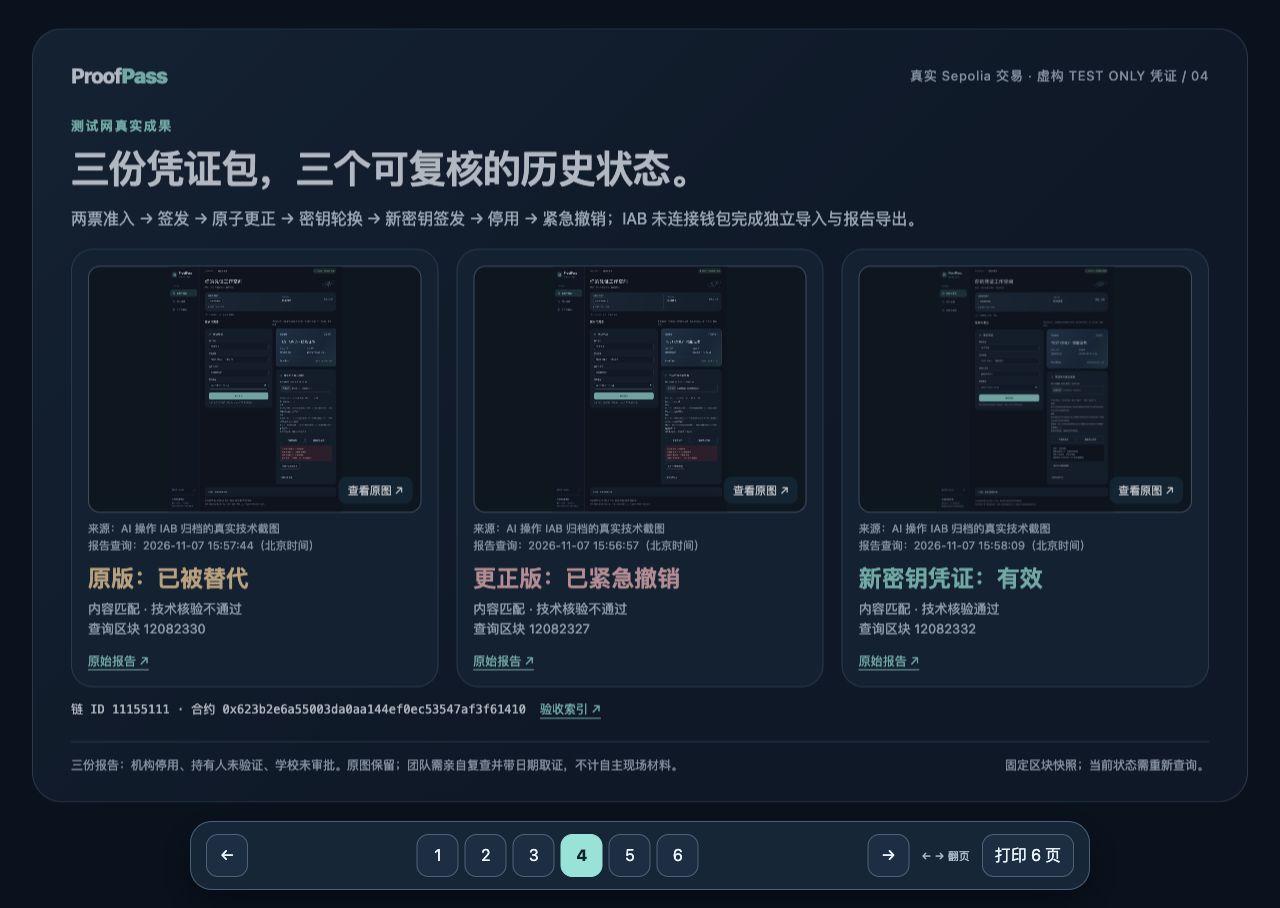 ProofPass
真实 Sepolia 交易 · 虚构 TEST ONLY 凭证 / 04
测试网真实成果
三份凭证包，三个可复核的历史状态。
两票准入 → 签发 → 原子更正 → 密钥轮换 → 新密钥签发 → 停用 → 紧急撤销；IAB 未连接钱包完成独立导入与报告导出。
查看原图 ↗
来源：AI 操作 IAB 归档的真实技术截图
报告查询：2026-11-07 15:57:44（北京时间）
原版：已被替代
内容匹配 · 技术核验不通过
查询区块 12082330
原始报告 ↗
查看原图 ↗
来源：AI 操作 IAB 归档的真实技术截图
报告查询：2026-11-07 15:56:57（北京时间）
更正版：已紧急撤销
内容匹配 · 技术核验不通过
查询区块 12082327
原始报告 ↗
查看原图 ↗
来源：AI 操作 IAB 归档的真实技术截图
报告查询：2026-11-07 15:58:09（北京时间）
新密钥凭证：有效
内容匹配 · 技术核验通过
查询区块 12082332
原始报告 ↗
链 ID 11155111 · 合约 0x623b2e6a55003da0aa144ef0ec53547af3f61410 验收索引 ↗
三份报告：机构停用、持有人未验证、学校未审批。原图保留；团队需亲自复查并带日期取证，不计自主现场材料。
固定区块快照；当前状态需重新查询。
← 1 2 3 4 5 6 → ← → 翻页 打印 6 页